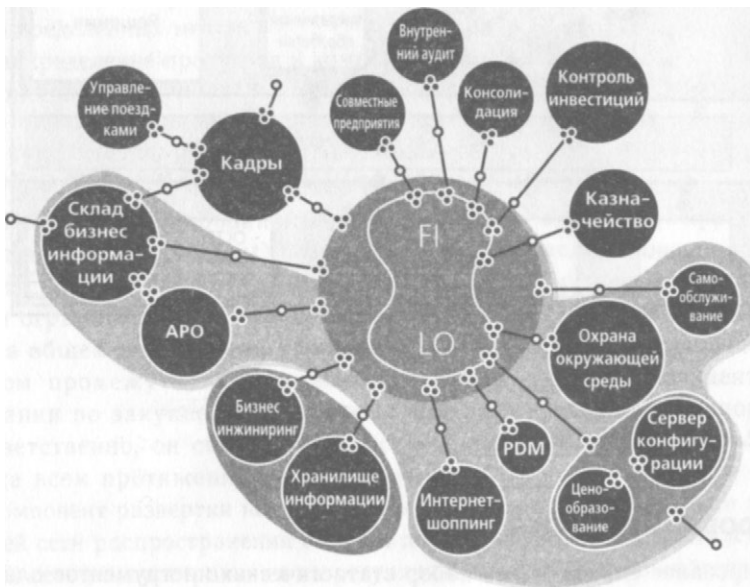 Внутрен-
ний аудит
Управле-
ние поезд-
ками
Совместные
предприятия
Консоли-
дация
Контроль
инвестиций
Кадры
Склад
бизнес
информа-
ции
Казна-
чейство
FI
АРО
LO
Само-
обслужи-
вание
Охрана
окружающей
среды
Бизнес
инжиниринг
Хранилище
информации
Интернет-
шоппинг
PDM
Сервер
конфигу-
рации
Цено-
образо-
вание